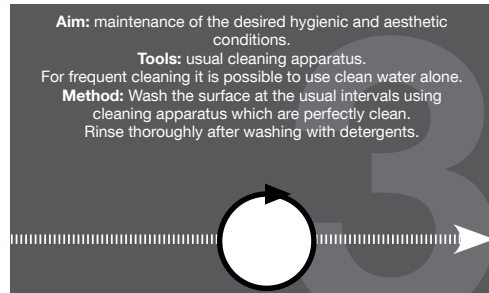 Aim: maintenance of the desired hygienic and aesthetic
conditions.
Tools: usual cleaning apparatus.
For frequent cleaning it is possible to use clean water alone.
Method: Wash the surface at the usual intervals using
cleaning apparatus which are perfectly clean.
Rinse thoroughly after washing with detergents.
3